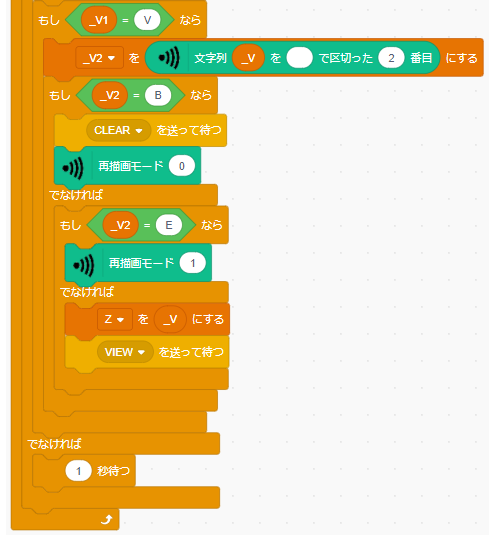 もし _V1 = V なら
_V2 を 文字列 _V を で区切った 2 番目 にする
もし _V2 = B なら
CLEAR を送って待つ
再描画モード 0
でなければ
もし _V2 = E なら
再描画モード 1
でなければ
Z を _V にする
VIEW を送って待つ
でなければ
1 秒待つ